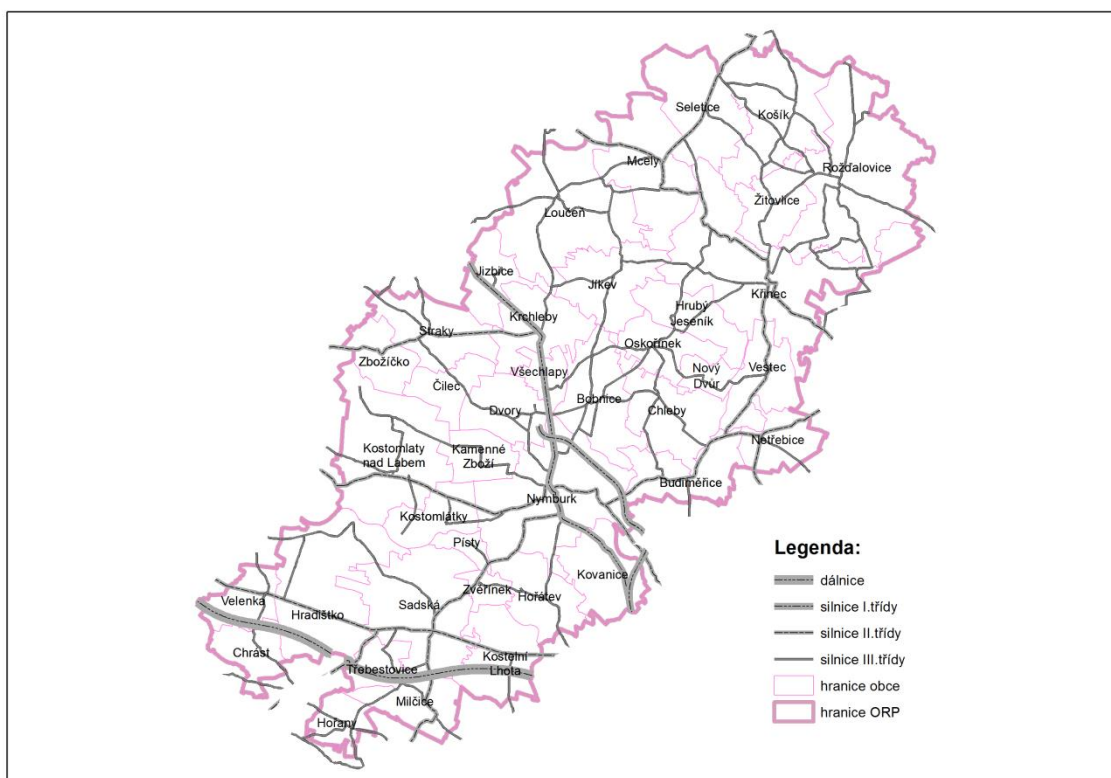 Seletice
Košík
Mcely
Rožďalovice
Loučeň
Žitovlice
Jizbice
Jíkev
Křinec
Krchleby
Hrubý
Jeseník
Straky
Oskořínek
Zbožíčko
Všechlapy
Nový
Dvůr
Veštec
Čilec
Bobnice
Dvory
Chleby
Netřebice
Kostomlaty
nad Labem
Kamenné
Zboží
Budiměřice
Nymburk
Kostomlátky
Písty
Kovanice
Zvěřínek
Hořátev
Velenka
Hradištko
Sadská
Chrást
Kostelní
Lhota
Třebestovice
Milčice
Hořany
Legenda:
dálnice
silnice I.třídy
silnice II.třídy
silnice III.třídy
hranice obce
hranice ORP